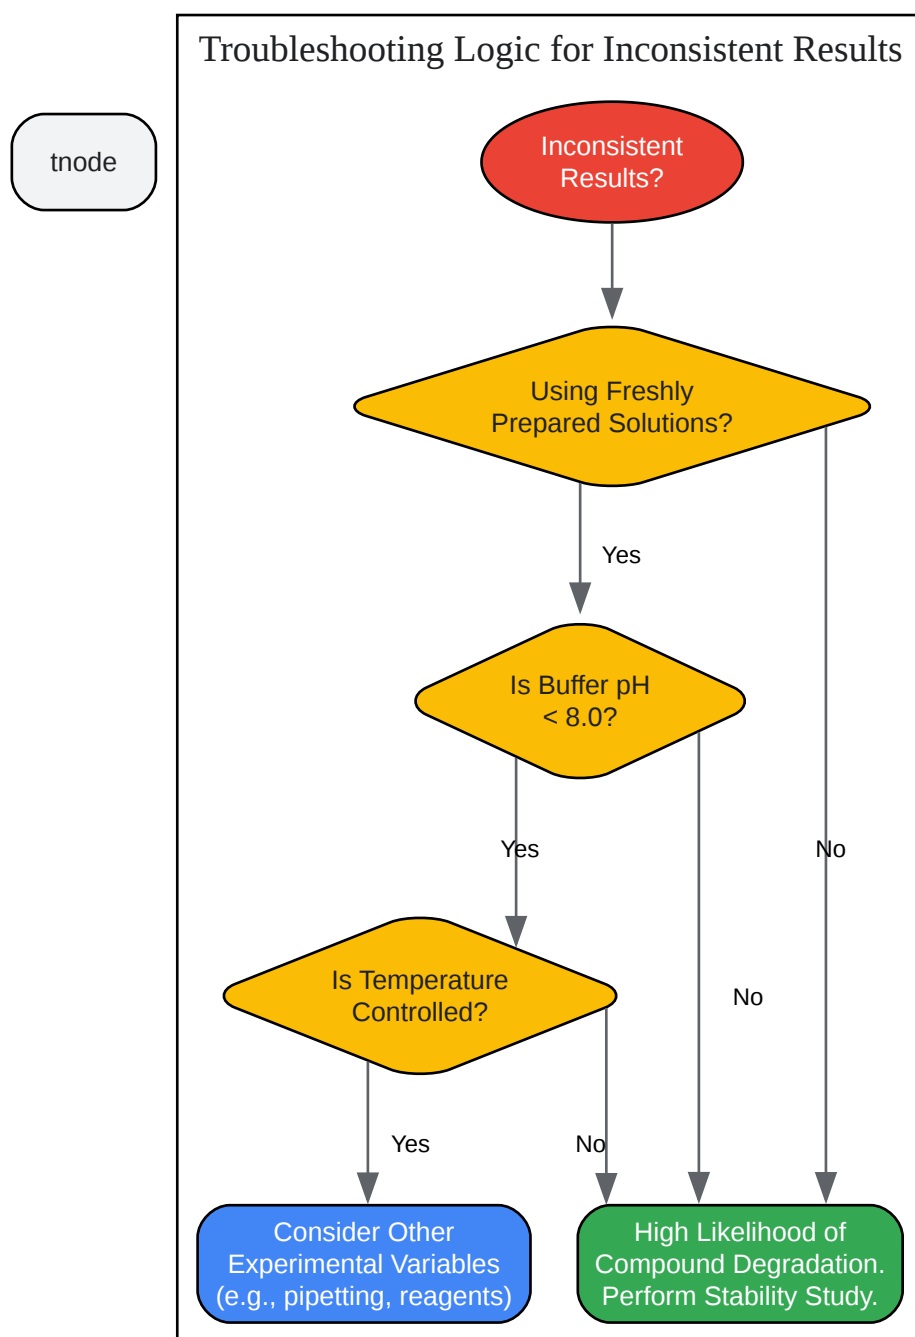 Troubleshooting Logic for Inconsistent Results
tnode
Inconsistent
Results?
Using Freshly
Prepared Solutions?
Yes
Is Buffer pH
< 8.0?
Yes
No
Is Temperature
Controlled?
No
Yes
No
Consider Other
Experimental Variables
(e.g., pipetting, reagents)
High Likelihood of
Compound Degradation.
Perform Stability Study.